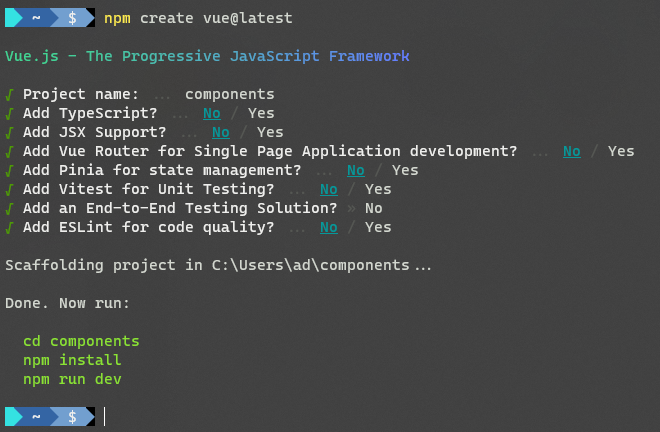 ~ $ npm create vue@latest
Vue.js - The Progressive JavaScript Framework
√ Project name: ... components
√ Add TypeScript? ... No / Yes
√ Add JSX Support? ... No / Yes
√ Add Vue Router for Single Page Application development? ... No / Yes
√ Add Pinia for state management? ... No / Yes
√ Add Vitest for Unit Testing? ... No / Yes
√ Add an End-to-End Testing Solution? » No
√ Add ESLint for code quality? ... No / Yes
Scaffolding project in C:\Users\ad\components...
Done. Now run:
cd components
npm install
npm run dev
~ $